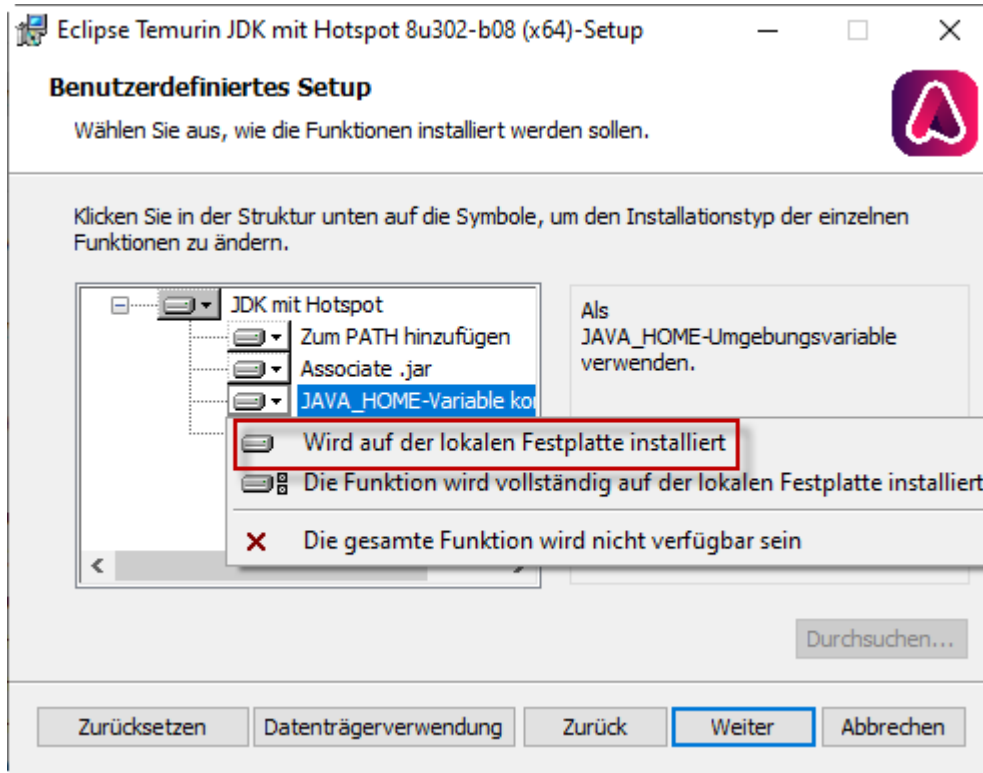 Eclipse Temurin JDK mit Hotspot 8u302-b08 (x64)-Setup
Benutzerdefiniertes Setup
Wählen Sie aus, wie die Funktionen installiert werden sollen.
Klicken Sie in der Struktur unten auf die Symbole, um den Installationstyp der einzelnen
Funktionen zu ändern.
JDK mit Hotspot
Zum PATH hinzufügen
Associate .jar
JAVA_HOME-Variable
Als
JAVA_HOME-Umgebungsvariable
verwenden.
Wird auf der lokalen Festplatte installiert
Die Funktion wird vollständig auf der lokalen Festplatte installiert
Die gesamte Funktion wird nicht verfügbar sein
Durchsuchen...
Zurücksetzen
Datenträgerverwendung
Zurück
Weiter
Abbrechen